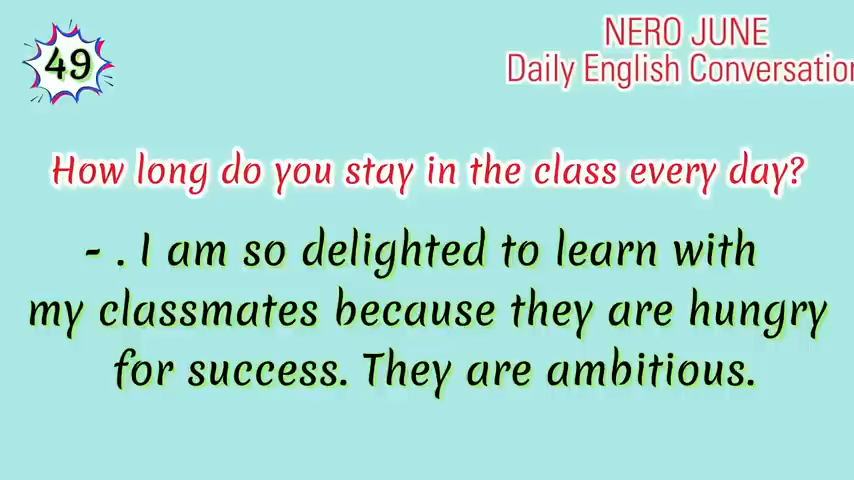 49
NERO JUNE
Daily English Conversation
How long do you stay in the class every day?
- . I am so delighted to learn with
my classmates because they are hungry
for success. They are ambitious.